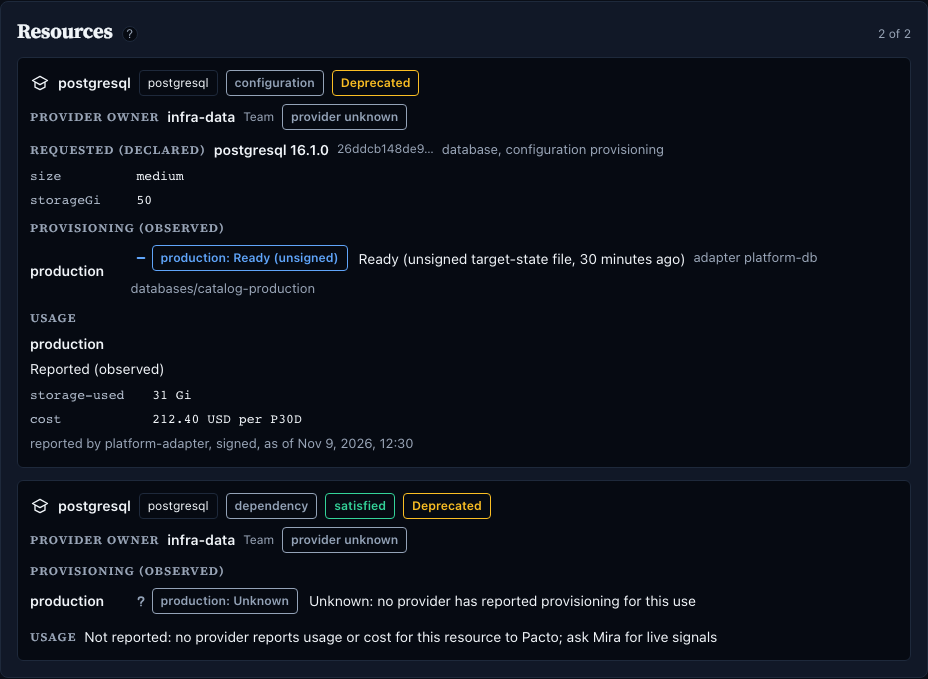 Resources ? 2 of 2
postgresql postgresql configuration Deprecated
PROVIDER OWNER infra-data Team provider unknown
REQUESTED (DECLARED) postgresql 16.1.0 26ddcb148de9... database, configuration provisioning
size medium
storageGi 50
PROVISIONING (OBSERVED)
production – production: Ready (unsigned) Ready (unsigned target-state file, 30 minutes ago) adapter platform-db
databases/catalog-production
USAGE
production
Reported (observed)
storage-used 31 Gi
cost 212.40 USD per P30D
reported by platform-adapter, signed, as of Nov 9, 2026, 12:30
postgresql postgresql dependency satisfied Deprecated
PROVIDER OWNER infra-data Team provider unknown
PROVISIONING (OBSERVED)
production ? production: Unknown Unknown: no provider has reported provisioning for this use
USAGE Not reported: no provider reports usage or cost for this resource to Pacto; ask Mira for live signals